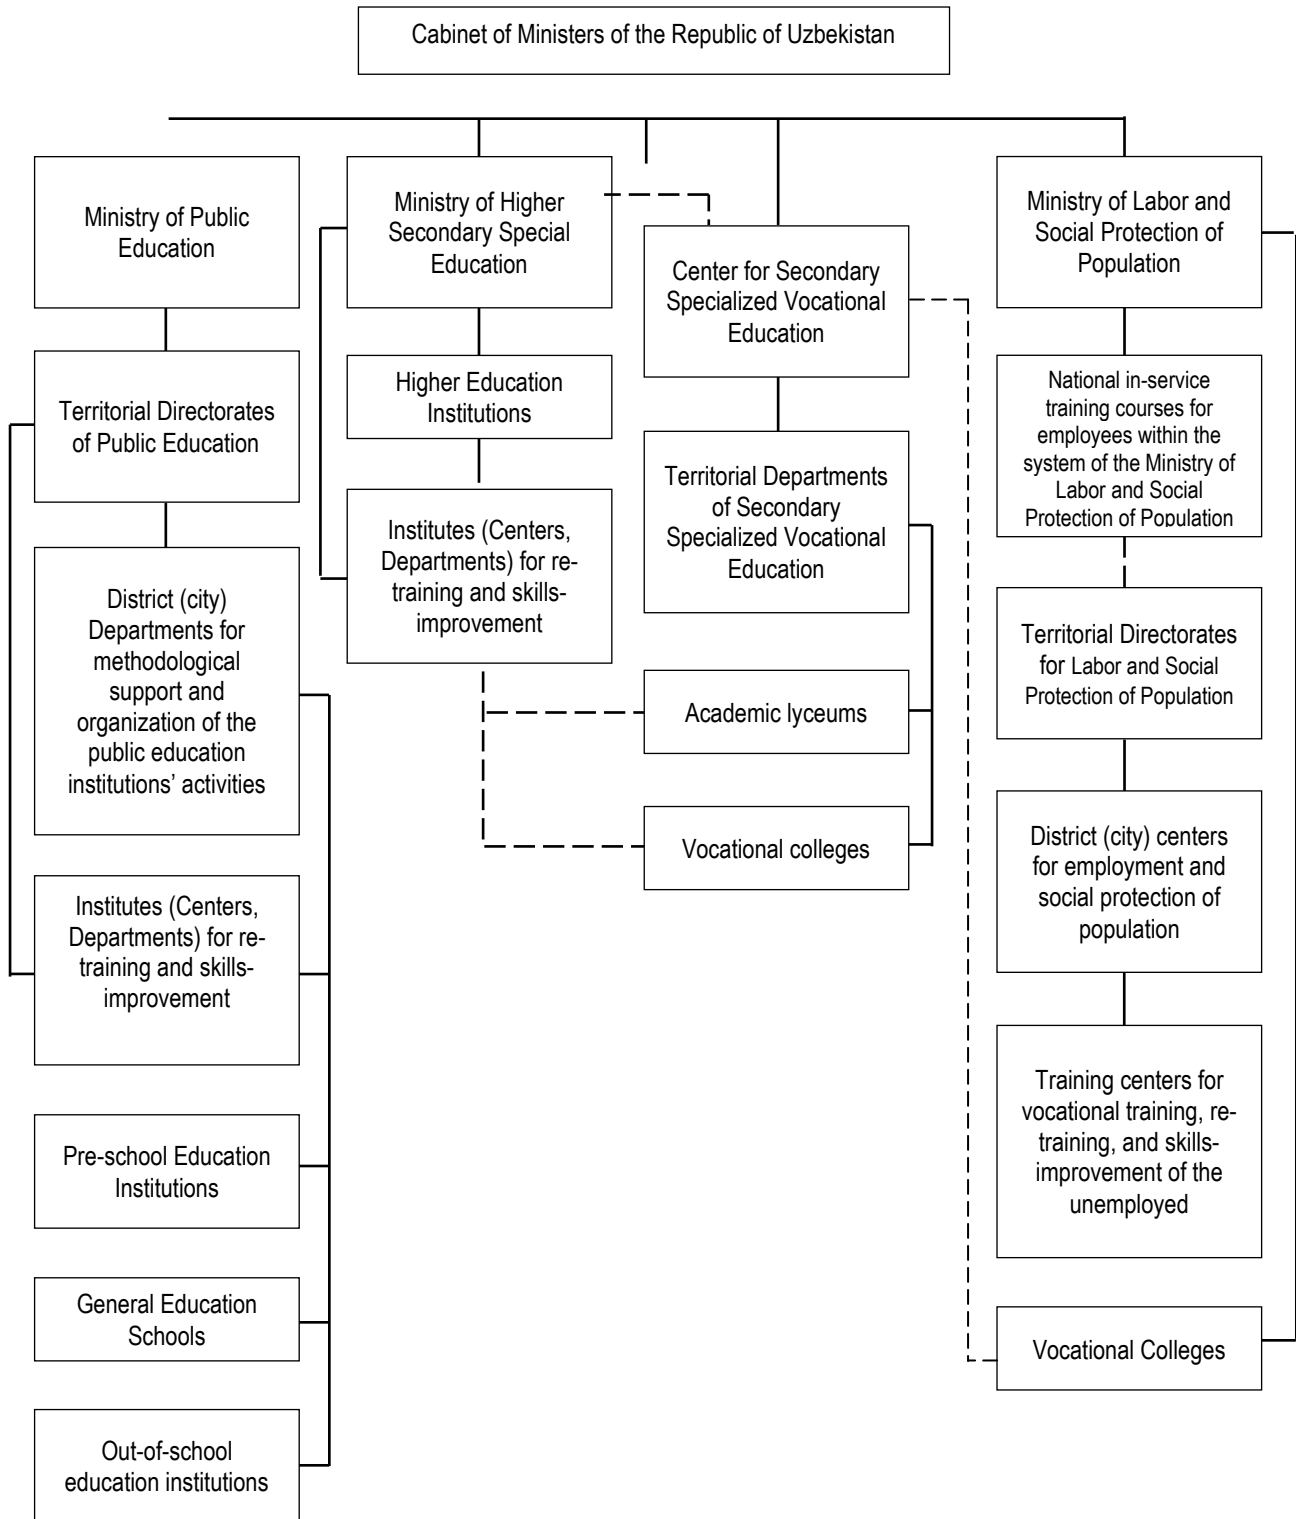 Cabinet of Ministers of the Republic of Uzbekistan
Ministry of Public
Education
Territorial Directorates
of Public Education
District (city)
Departments for
methodological
support and
organization of the
public education
institutions’ activities
Institutes (Centers,
Departments) for re-
training and skills-
improvement
Pre-school Education
Institutions
General Education
Schools
Out-of-school
education institutions
Ministry of Higher
Secondary Special
Education
Higher Education
Institutions
Institutes (Centers,
Departments) for re-
training and skills-
improvement
Center for Secondary
Specialized Vocational
Education
Territorial Departments
of Secondary
Specialized Vocational
Education
Academic lyceums
Vocational colleges
Ministry of Labor and
Social Protection of
Population
National in-service
training courses for
employees within the
system of the Ministry of
Labor and Social
Protection of Population
Territorial Directorates
for Labor and Social
Protection of Population
District (city) centers
for employment and
social protection of
population
Training centers for
vocational training, re-
training, and skills-
improvement of the
unemployed
Vocational Colleges